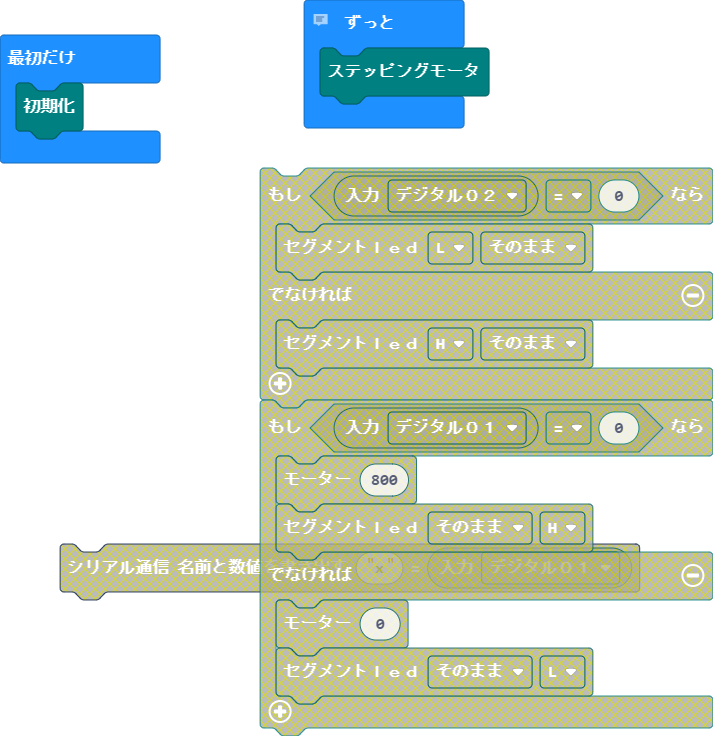 ずっと
最初だけ
ステッピングモータ
初期化
もし 入力 デジタル０２ = 0 なら
セグメントｌｅｄ L そのまま
でなければ
セグメントｌｅｄ H そのまま
もし 入力 デジタル０１ = 0 なら
モーター 800
セグメントｌｅｄ そのまま H
シリアル通信 名前と数値 "x" = 入力 デジタル０１
でなければ
モーター 0
セグメントｌｅｄ そのまま L